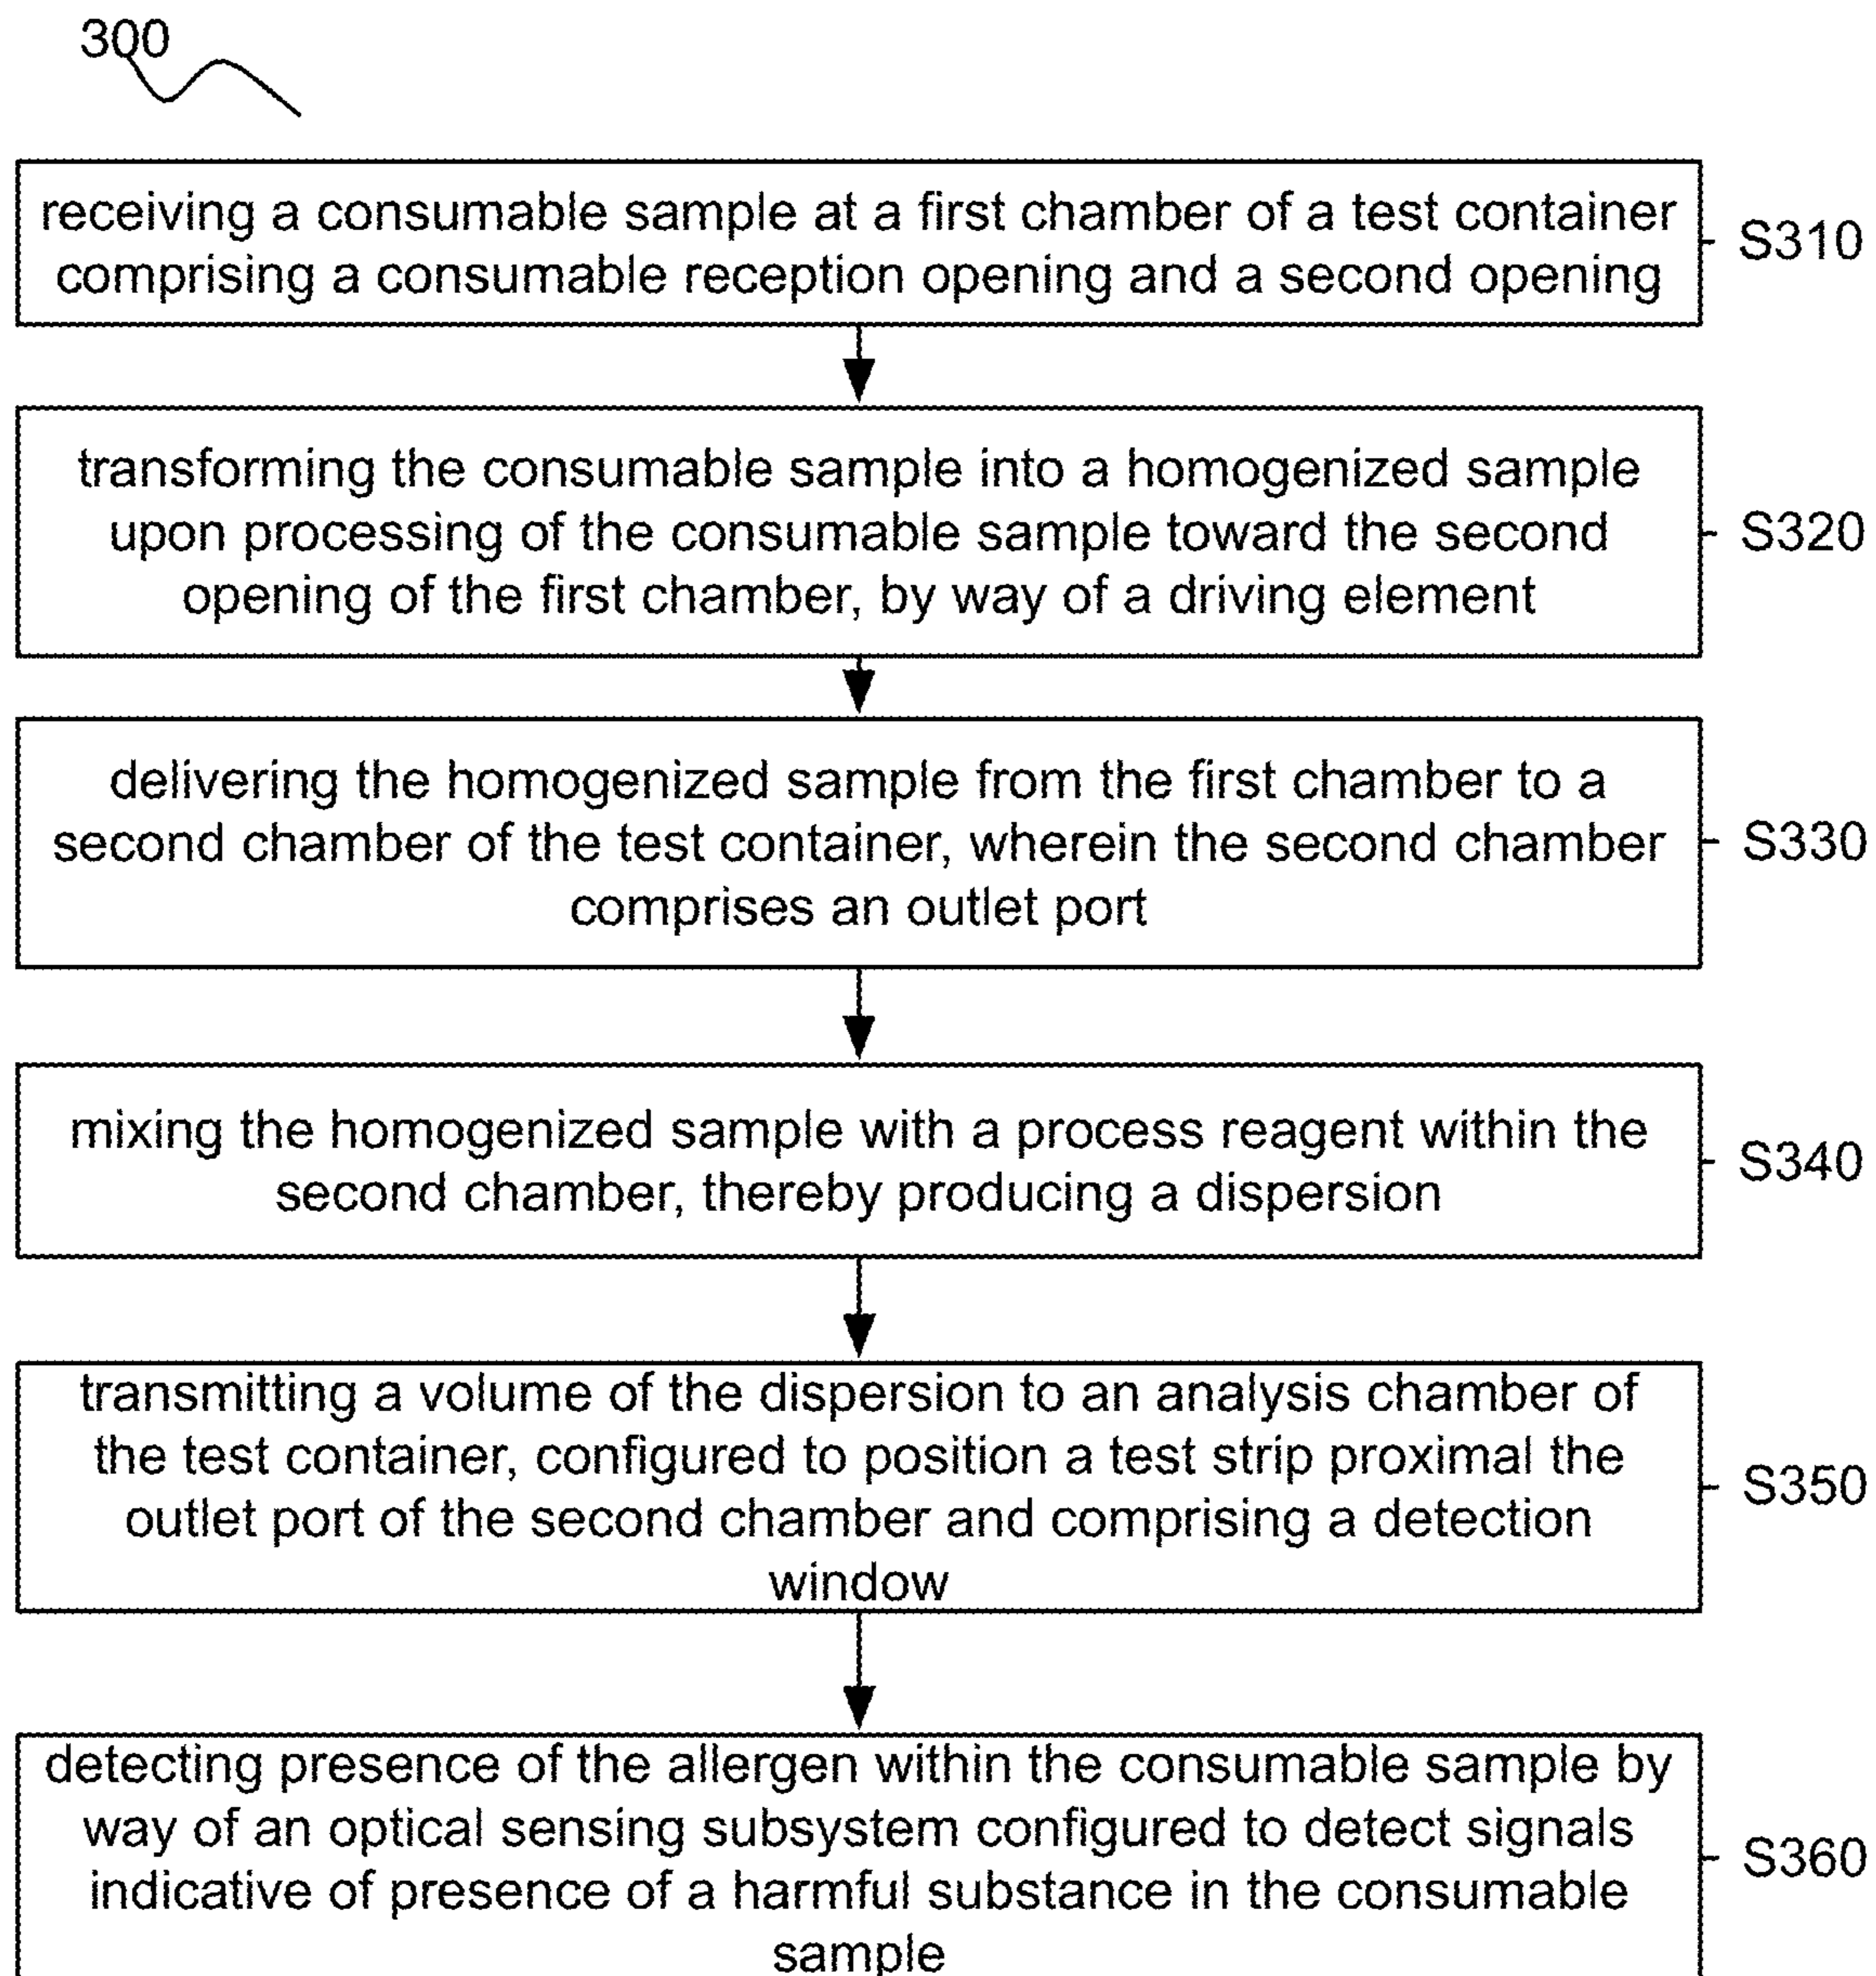 300
receiving a consumable sample at a first chamber of a test container
comprising a consumable reception opening and a second opening
S310
transforming the consumable sample into a homogenized sample
upon processing of the consumable sample toward the second
opening of the first chamber, by way of a driving element
S320
delivering the homogenized sample from the first chamber to a
second chamber of the test container, wherein the second chamber
comprises an outlet port
S330
mixing the homogenized sample with a process reagent within the
second chamber, thereby producing a dispersion
S340
transmitting a volume of the dispersion to an analysis chamber of
the test container, configured to position a test strip proximal the
outlet port of the second chamber and comprising a detection
window
S350
detecting presence of the allergen within the consumable sample by
way of an optical sensing subsystem configured to detect signals
indicative of presence of a harmful substance in the consumable
sample
S360